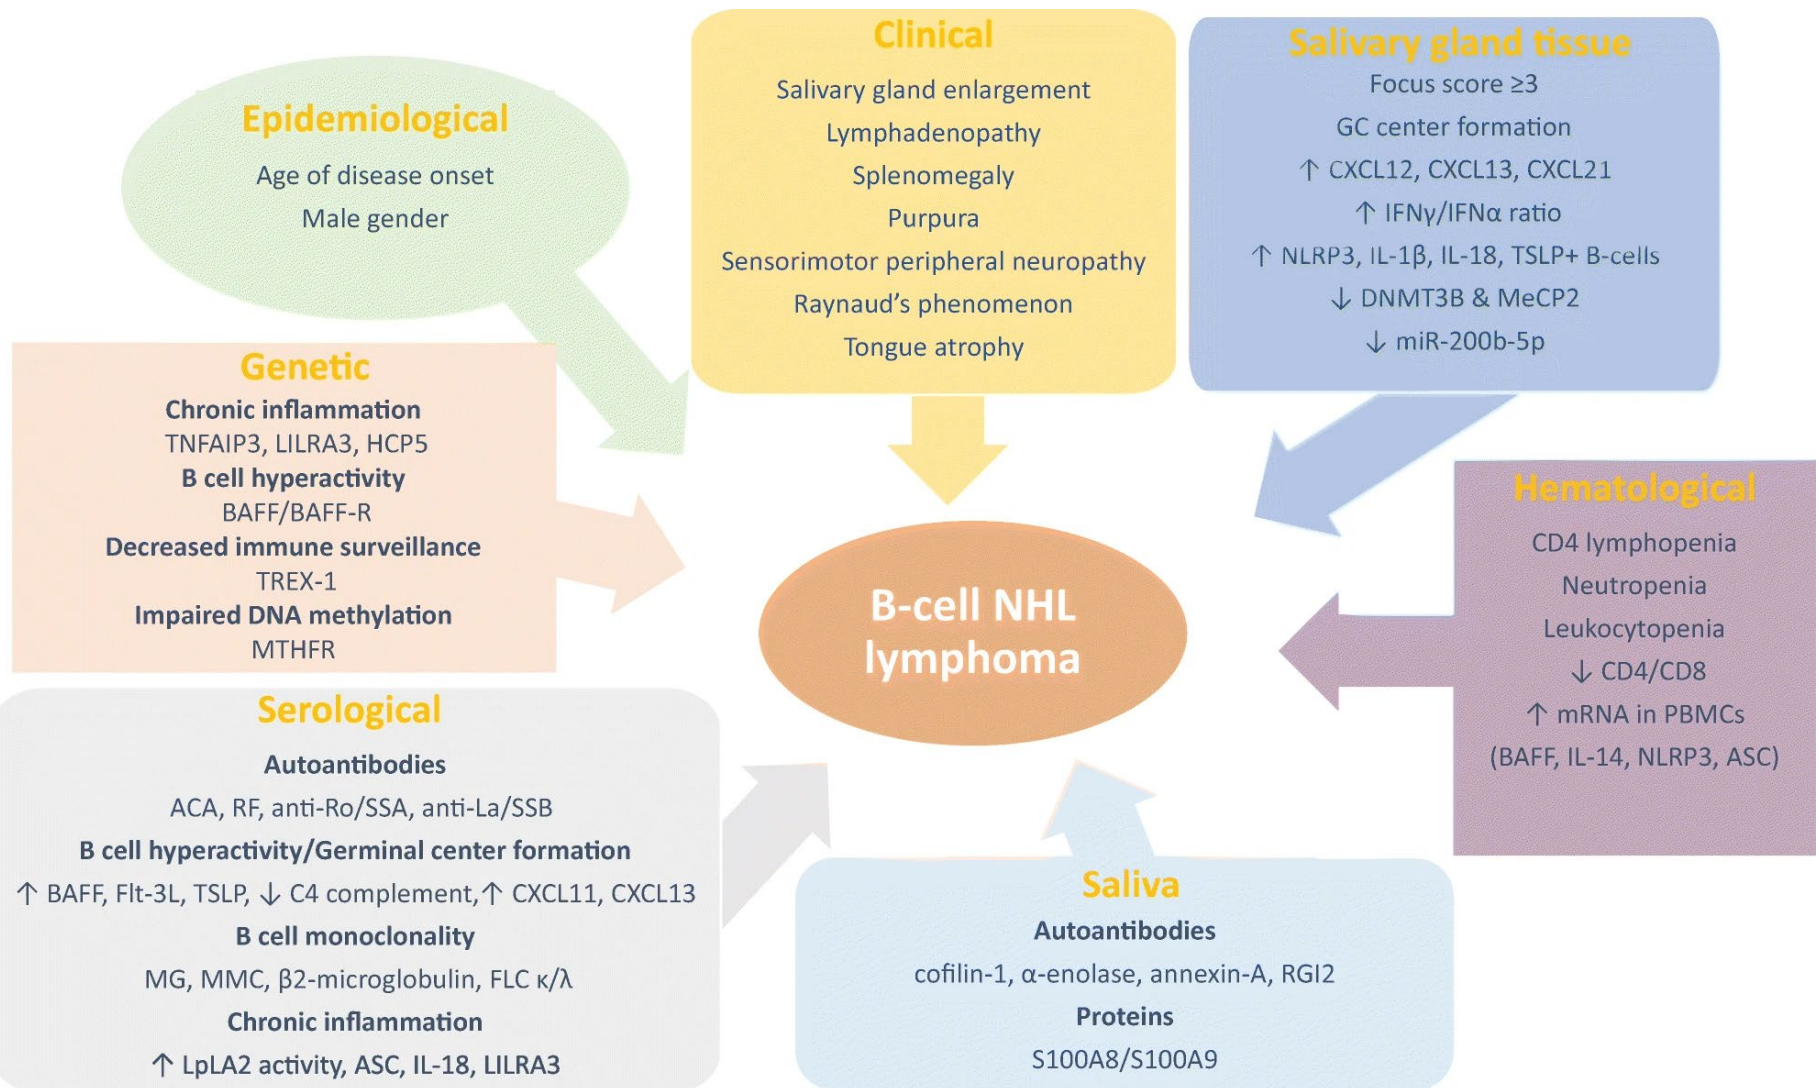 Epidemiological
Age of disease onset
Male gender
Clinical
Salivary gland enlargement
Lymphadenopathy
Splenomegaly
Purpura
Sensorimotor peripheral neuropathy
Raynaud’s phenomenon
Tongue atrophy
Salivary gland tissue
Focus score ≥3
GC center formation
↑ CXCL12, CXCL13, CXCL21
↑ IFNγ/IFNα ratio
↑ NLRP3, IL-1β, IL-18, TSLP+ B-cells
↓ DNMT3B & MeCP2
↓ miR-200b-5p
Genetic
Chronic inflammation
TNFAIP3, LILRA3, HCP5
B cell hyperactivity
BAFF/BAFF-R
Decreased immune surveillance
TREX-1
Impaired DNA methylation
MTHFR
B-cell NHL
lymphoma
Hematological
CD4 lymphopenia
Neutropenia
Leukocytopenia
↓ CD4/CD8
↑ mRNA in PBMCs
(BAFF, IL-14, NLRP3, ASC)
Serological
Autoantibodies
ACA, RF, anti-Ro/SSA, anti-La/SSB
B cell hyperactivity/Germinal center formation
↑ BAFF, Flt-3L, TSLP, ↓ C4 complement,↑ CXCL11, CXCL13
B cell monoclonality
MG, MMC, β2-microglobulin, FLC κ/λ
Chronic inflammation
↑ LpLA2 activity, ASC, IL-18, LILRA3
Saliva
Autoantibodies
cofilin-1, α-enolase, annexin-A, RGI2
Proteins
S100A8/S100A9